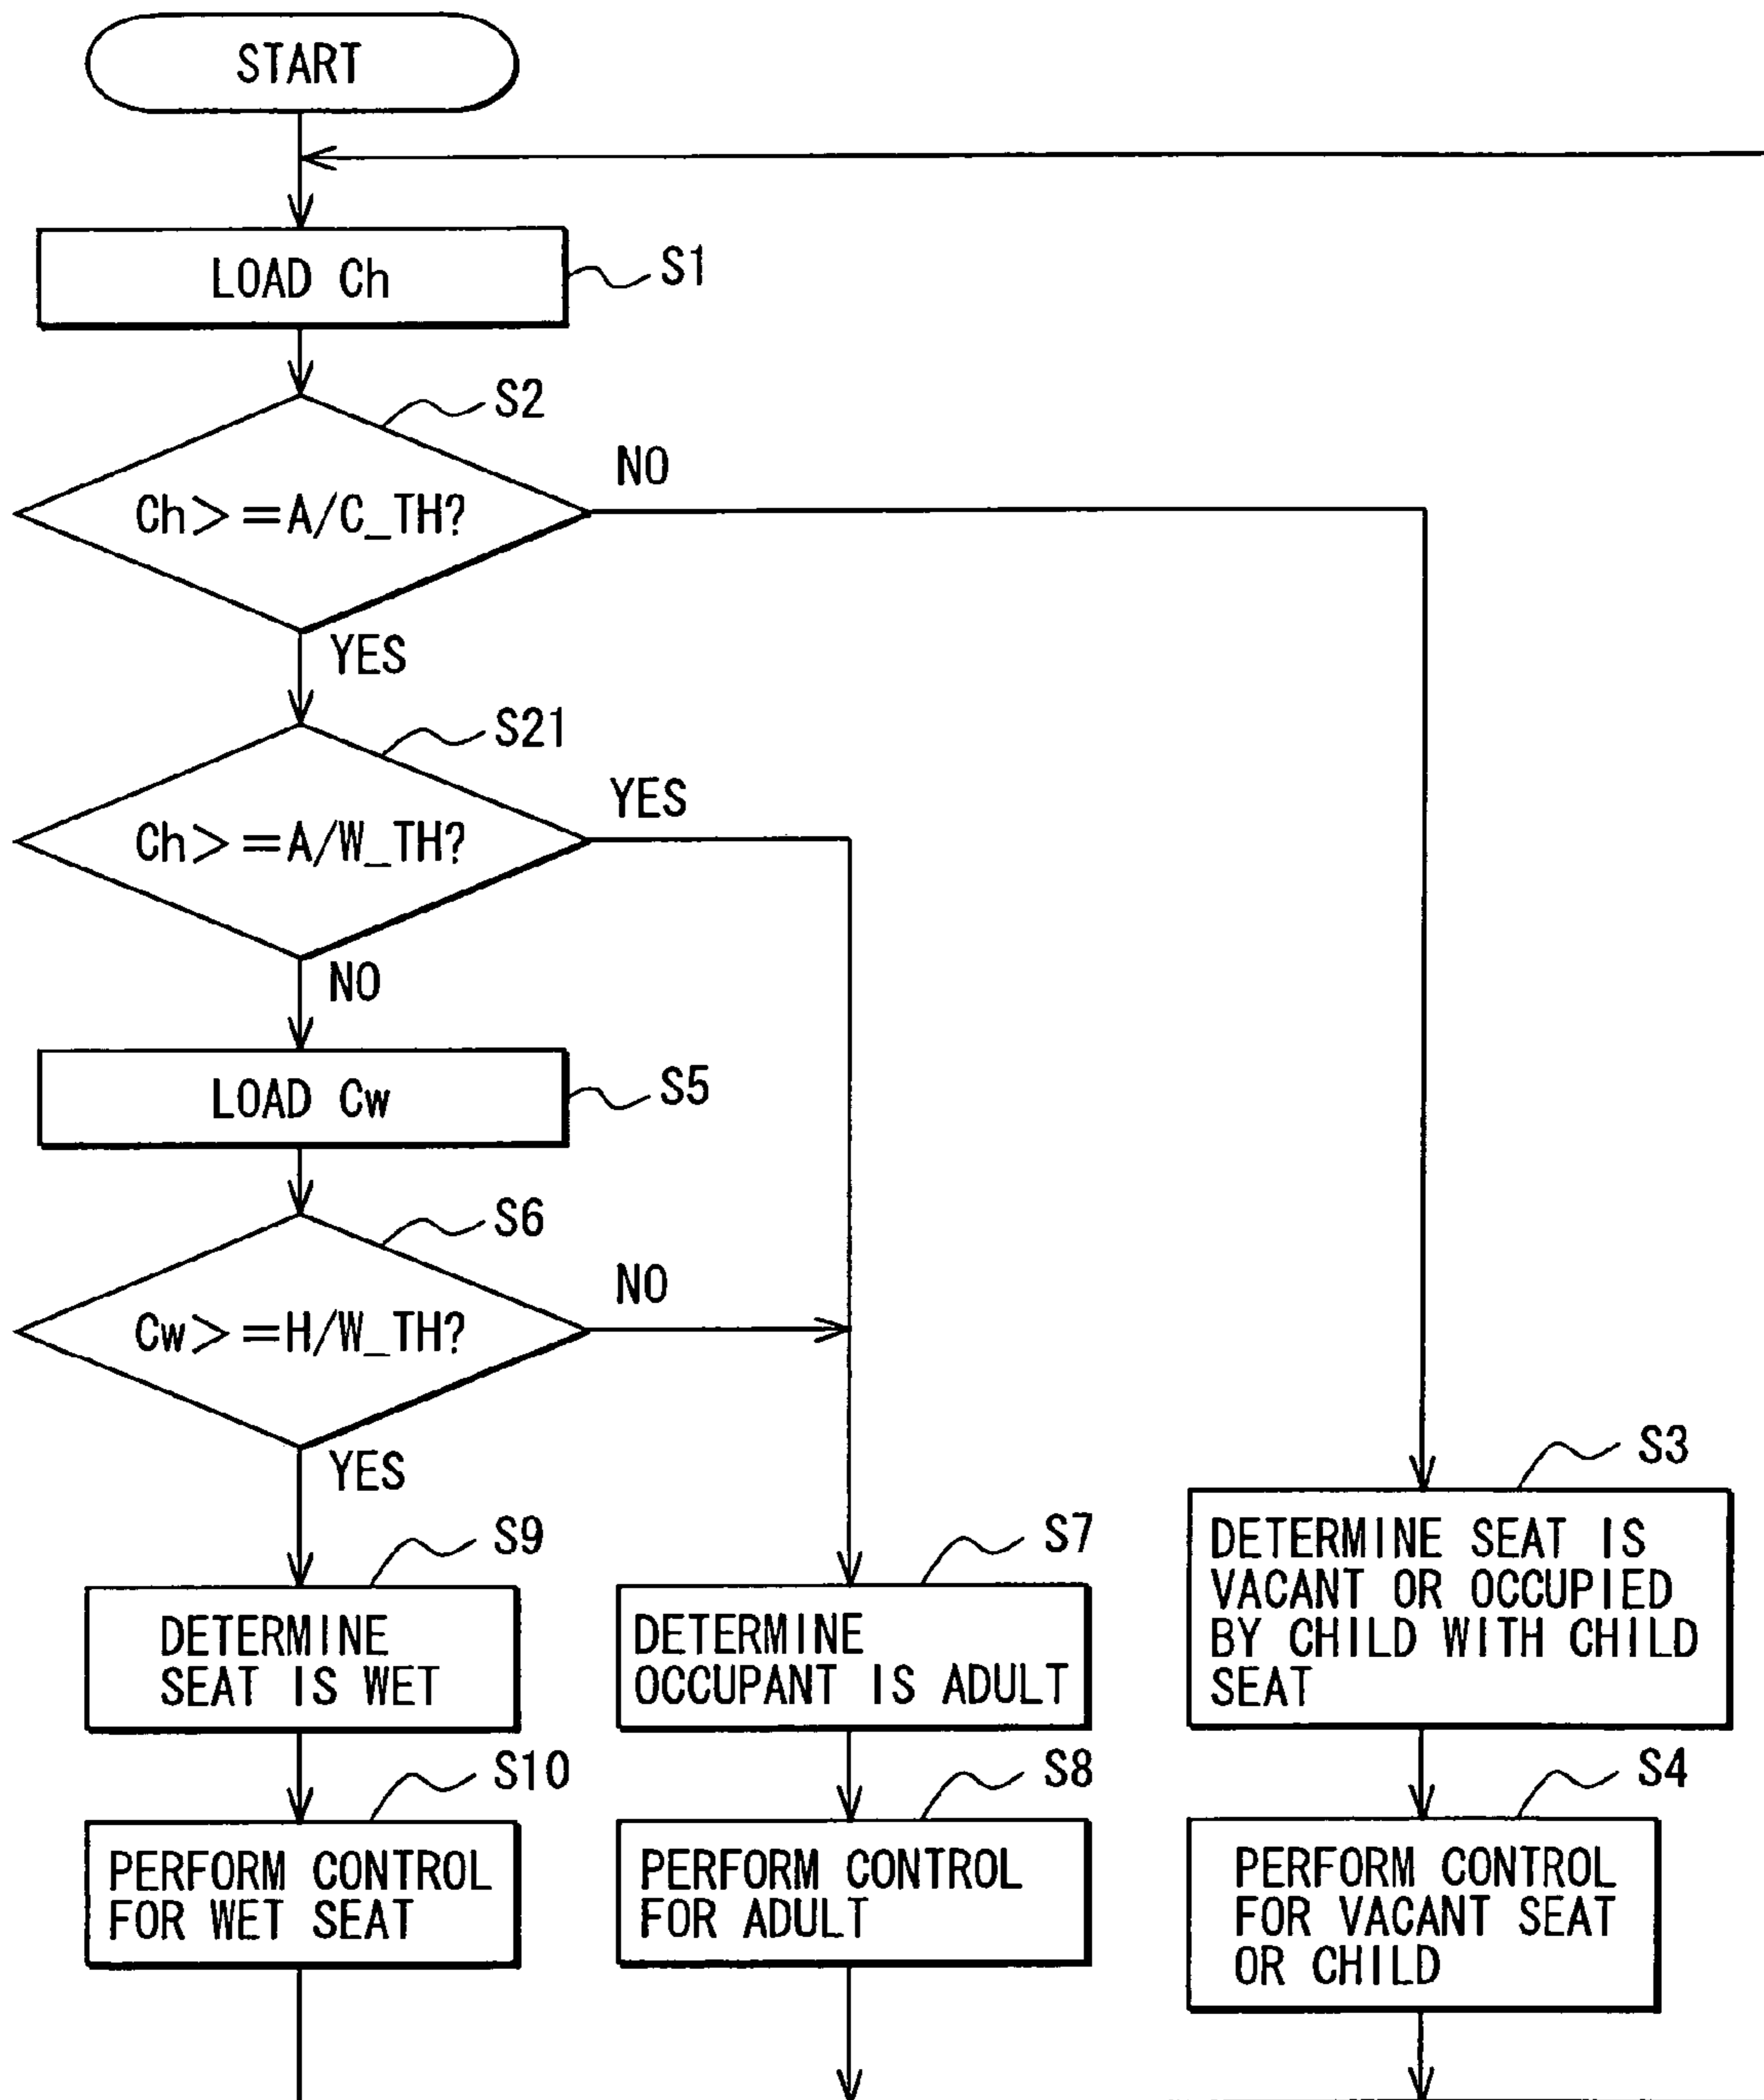 START
LOAD Ch
S1
S2
Ch>=A/C_TH?
NO
YES
S21
Ch>=A/W_TH?
YES
NO
LOAD Cw
S5
S6
Cw>=H/W_TH?
NO
YES
S9
DETERMINE
SEAT IS WET
S7
DETERMINE
OCCUPANT IS ADULT
S3
DETERMINE SEAT IS
VACANT OR OCCUPIED
BY CHILD WITH CHILD
SEAT
S10
PERFORM CONTROL
FOR WET SEAT
S8
PERFORM CONTROL
FOR ADULT
S4
PERFORM CONTROL
FOR VACANT SEAT
OR CHILD